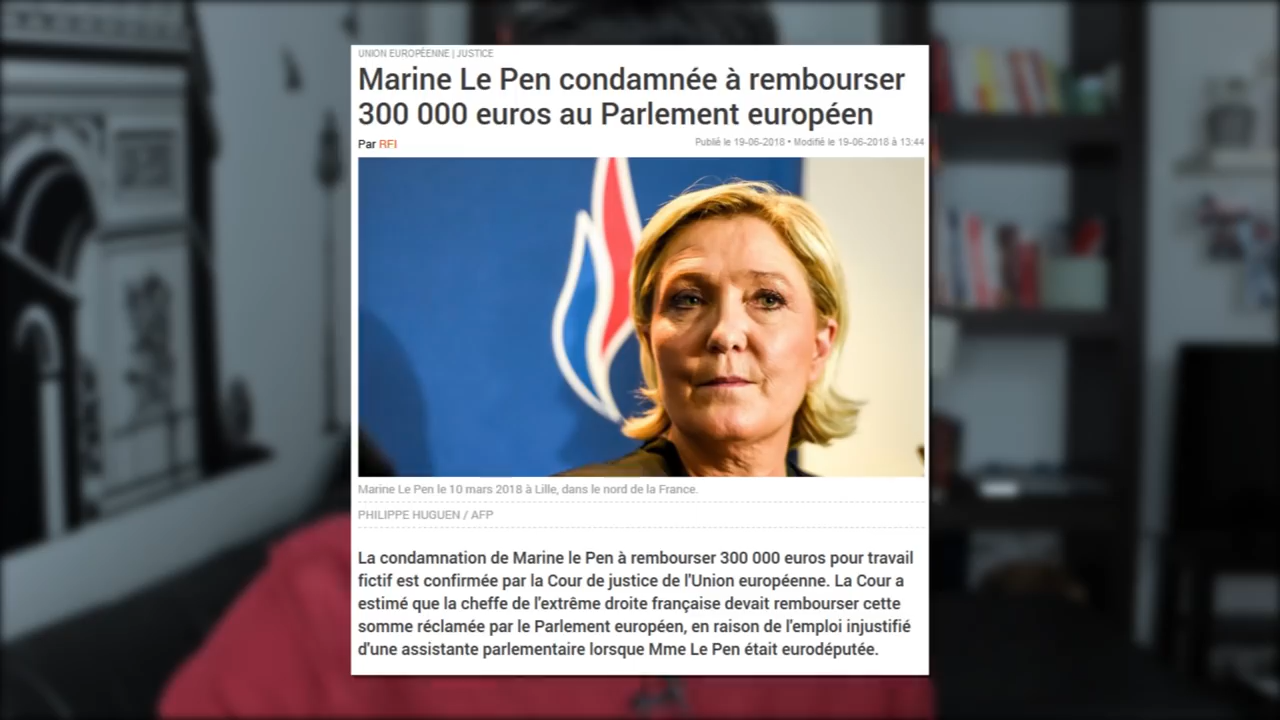 UNION EUROPÉENNE | JUSTICE
Marine Le Pen condamnée à rembourser
300 000 euros au Parlement européen
Par RFI
Publié le 19-06-2018 • Modifié le 19-06-2018 à 13:44
Marine Le Pen le 10 mars 2018 à Lille, dans le nord de la France.
PHILIPPE HUGUEN / AFP
La condamnation de Marine le Pen à rembourser 300 000 euros pour travail
fictif est confirmée par la Cour de justice de l'Union européenne. La Cour a
estimé que la cheffe de l'extrême droite française devait rembourser cette
somme réclamée par le Parlement européen, en raison de l'emploi injustifié
d'une assistante parlementaire lorsque Mme Le Pen était eurodéputée.